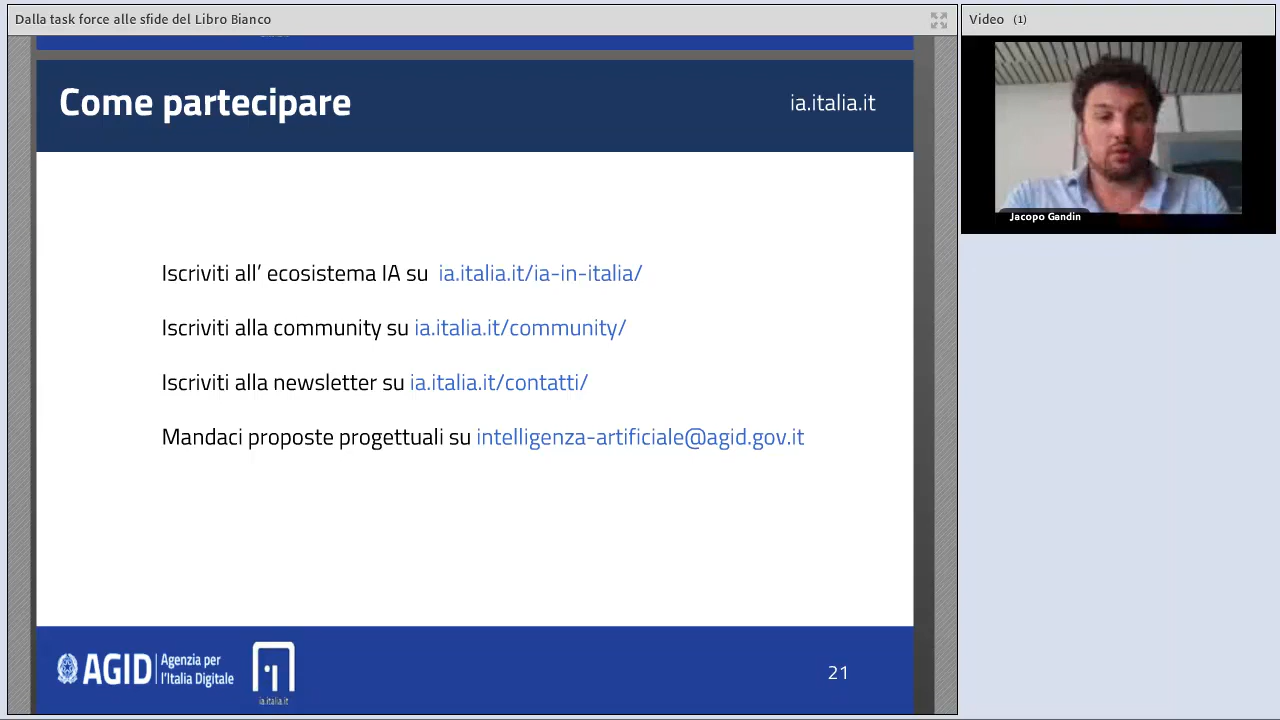 Dalla task force alle sfide del Libro Bianco
Video (1)
Come partecipare
ia.italia.it
Jacopo Gandin
Iscriviti all’ ecosistema IA su ia.italia.it/ia-in-italia/
Iscriviti alla community su ia.italia.it/community/
Iscriviti alla newsletter su ia.italia.it/contatti/
Mandaci proposte progettuali su intelligenza-artificiale@agid.gov.it
AGID
Agenzia per
l'Italia Digitale
ia.italia.it
21